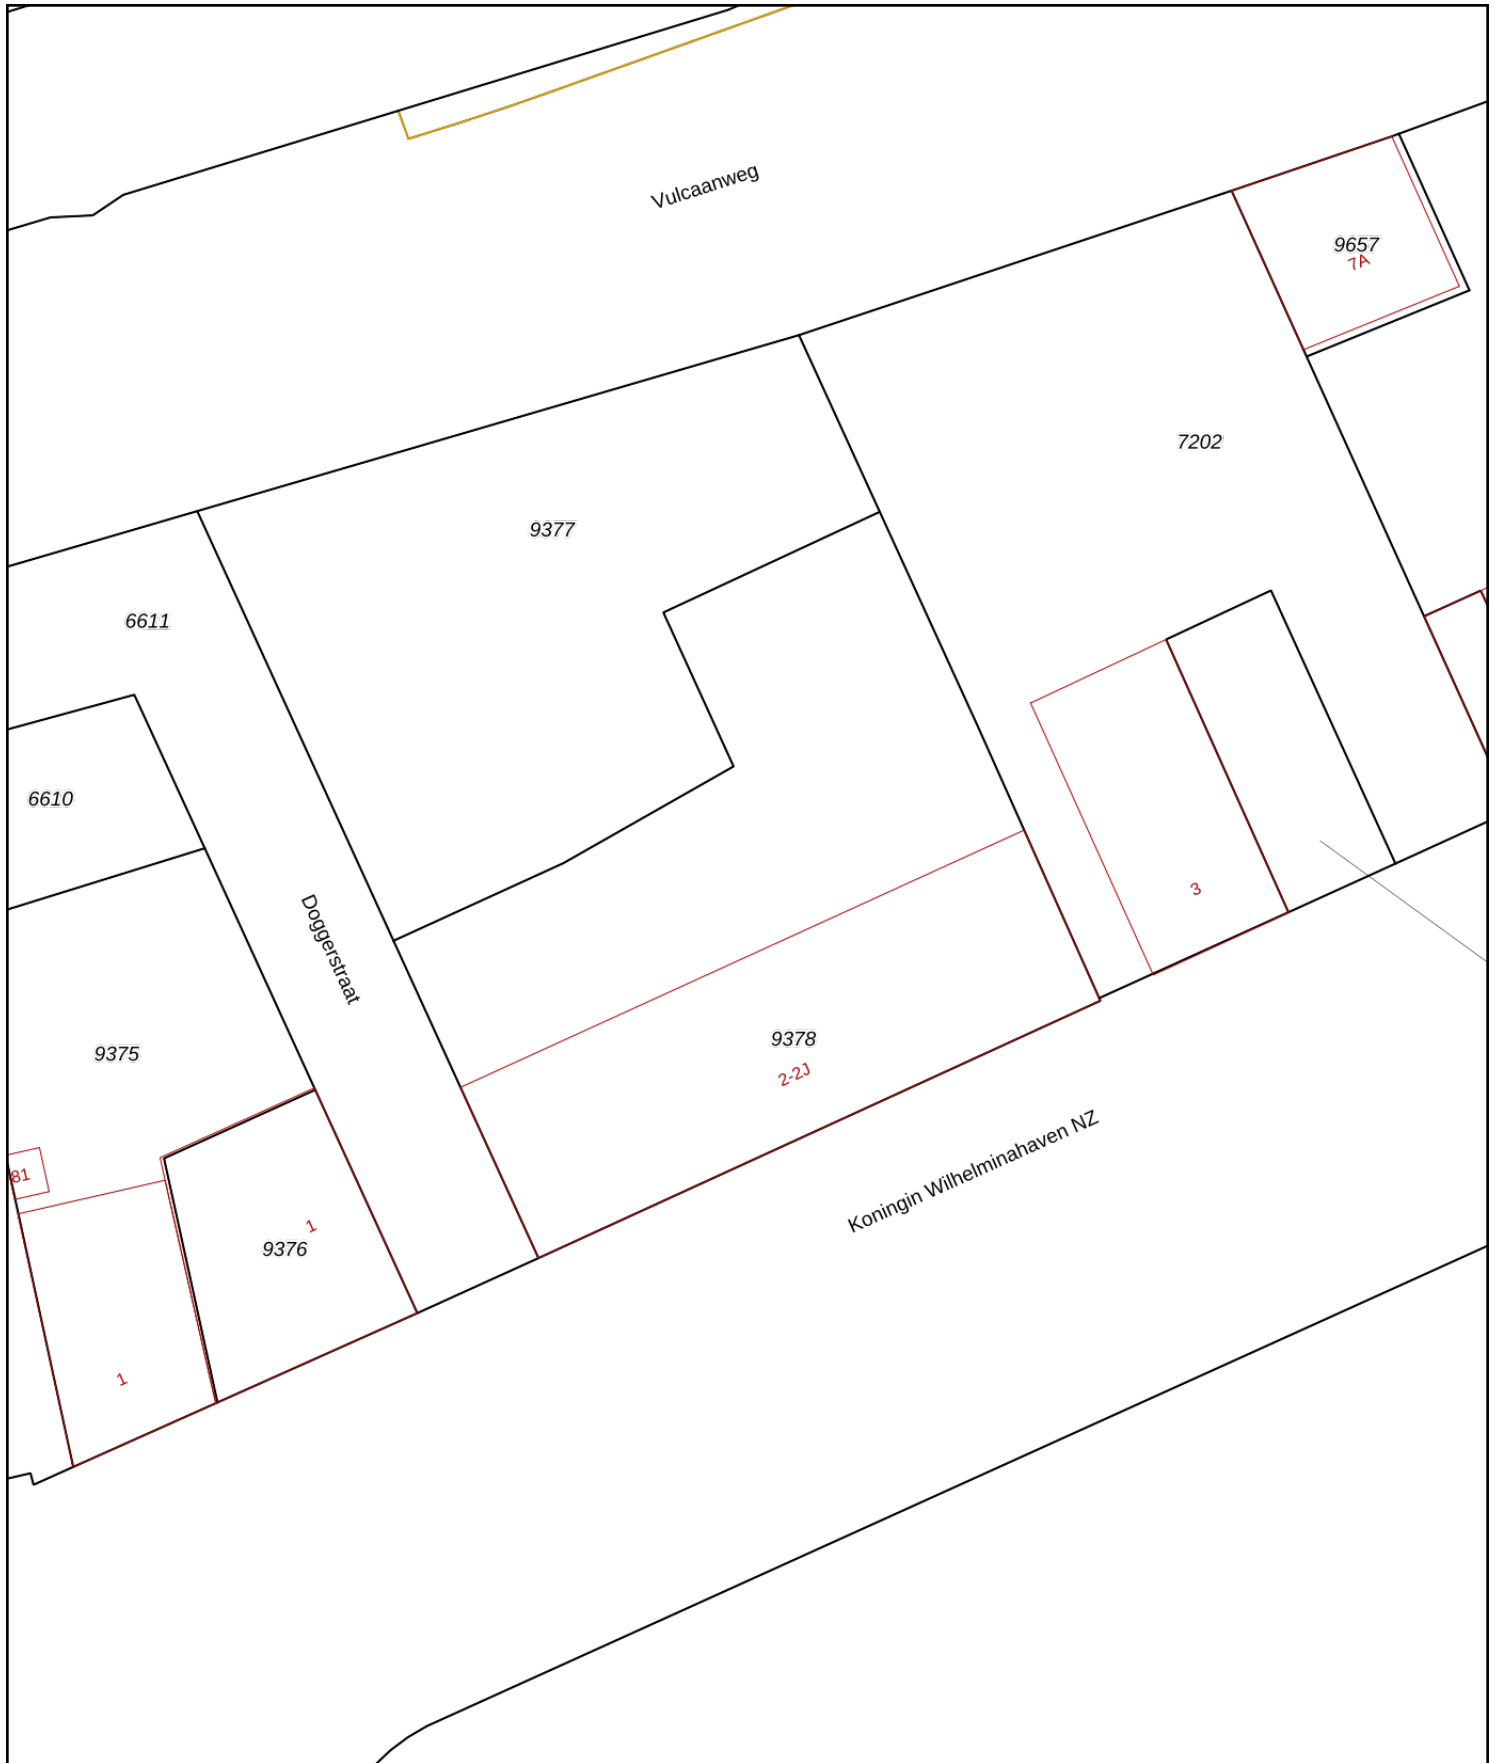 Vulcaanweg
9657
7A
7202
9377
6611
6610
Doggerstraat
3
9375
9378
2-2J
Koningin Wilhelminahaven NZ
81
1
9376
1